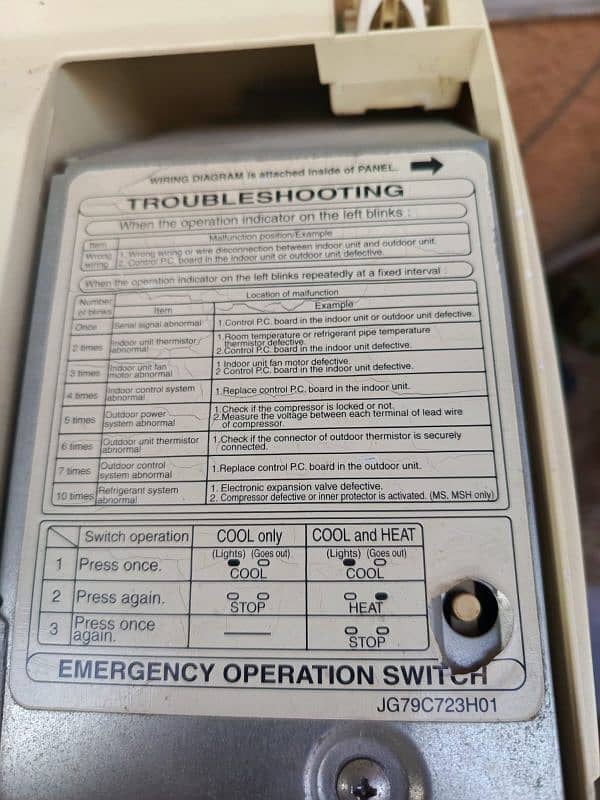 WIRING DIAGRAM is attached inside of PANEL.
TROUBLESHOOTING
When the operation indicator on the left blinks :
Item Malfunction position/Example
Wrong wiring 1. Wrong wiring or wire disconnection between indoor unit and outdoor unit.
2. Control P.C. board in the indoor unit or outdoor unit defective.
When the operation indicator on the left blinks repeatedly at a fixed interval :
Number of blinks Location of malfunction
Item Example
Once Serial signal abnormal 1.Control P.C. board in the indoor unit or outdoor unit defective.
2 times Indoor unit thermistor abnormal 1.Room temperature or refrigerant pipe temperature
thermistor defective.
2.Control P.C. board in the indoor unit defective.
3 times Indoor unit fan motor abnormal 1.Indoor unit fan motor defective.
2 Control P.C. board in the indoor unit defective.
4 times Indoor control system abnormal 1.Replace control P.C. board in the indoor unit.
5 times Outdoor power system abnormal 1.Check if the compressor is locked or not.
2.Measure the voltage between each terminal of lead wire
of compressor.
6 times Outdoor unit thermistor abnormal 1.Check if the connector of outdoor thermistor is securely
connected.
7 times Outdoor control system abnormal 1.Replace control P.C. board in the outdoor unit.
10 times Refrigerant system abnormal 1. Electronic expansion valve defective.
2. Compressor defective or inner protector is activated. (MS, MSH only)
Switch operation COOL only COOL and HEAT
(Lights) (Goes out) (Lights) (Goes out)
1 Press once. COOL COOL
2 Press again. STOP HEAT
3 Press once again. STOP
EMERGENCY OPERATION SWITCH
JG79C723H01